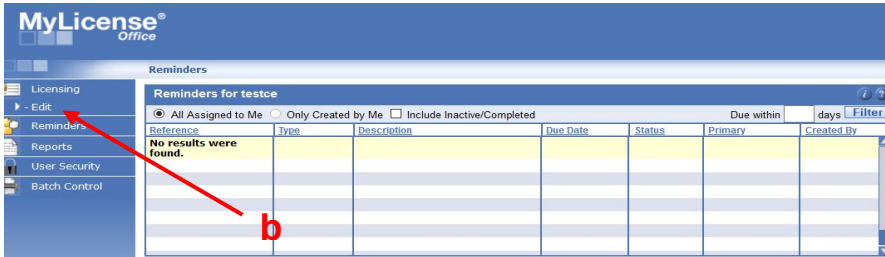 MyLicense®
Office
Reminders
Licensing
- Edit
Reminders
Reports
User Security
Batch Control
Reminders for testce
All Assigned to Me Only Created by Me Include Inactive/Completed Due within days Filter
Reference Type Description Due Date Status Primary Created By
No results were
found.
b